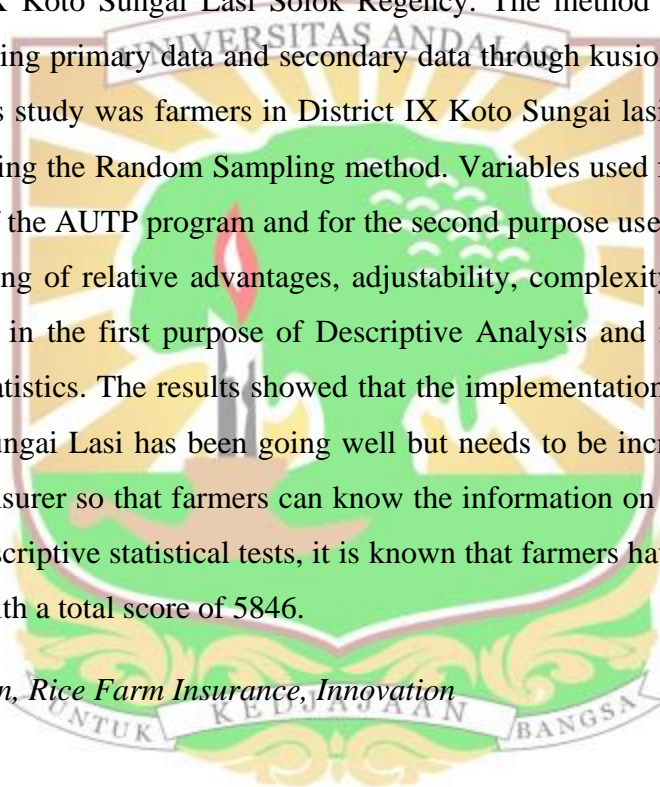 IX Koto Sungai Lasi Solok Regency. The method
UNIVERSITAS ANDALAS
ing primary data and secondary data through kusio
s study was farmers in District IX Koto Sungai lasi
ing the Random Sampling method. Variables used
f the AUTP program and for the second purpose use
ng of relative advantages, adjustability, complexity
in the first purpose of Descriptive Analysis and
atistics. The results showed that the implementation
ungai Lasi has been going well but needs to be incr
nsurer so that farmers can know the information on
scriptive statistical tests, it is known that farmers ha
ith a total score of 5846.
n, Rice Farm Insurance, Innovation
UNTUK KEDJAJAAN BANGSA